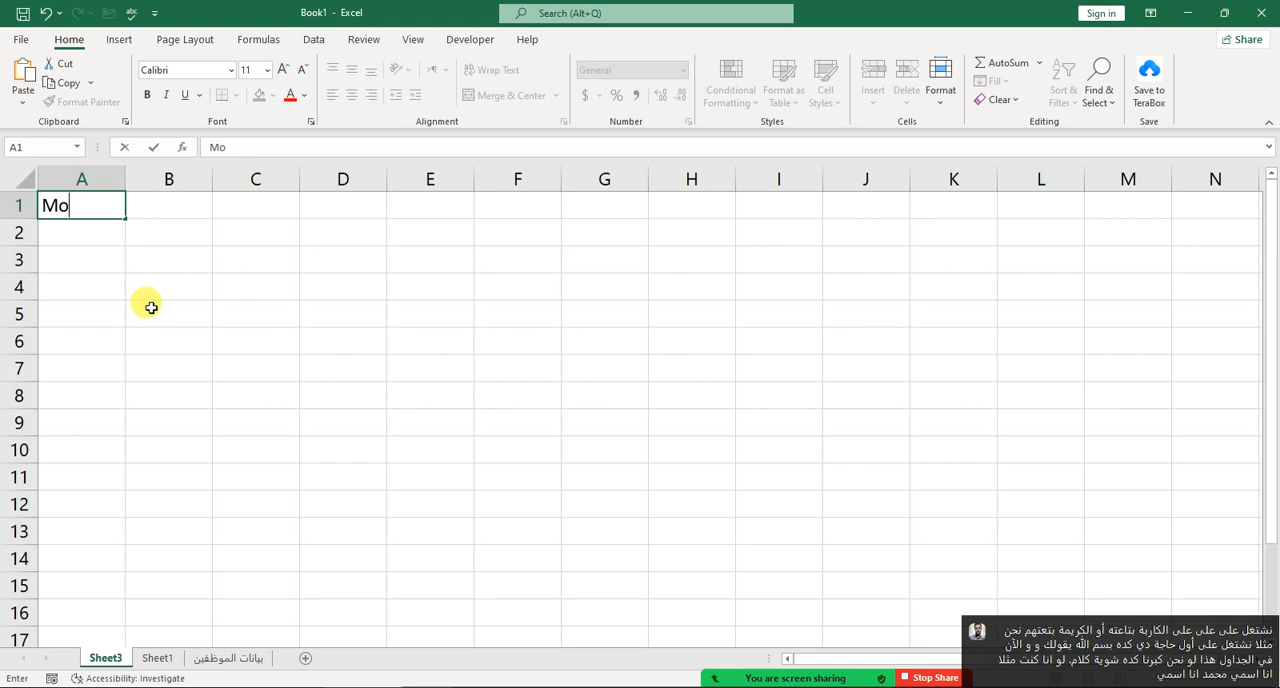 Book1 - Excel
Search (Alt+Q)
Sign in
File Home Insert Page Layout Formulas Data Review View Developer Help
Share
Paste
Cut
Copy
Format Painter
Clipboard
Calibri 11
B I U
Font
Wrap Text
Merge & Center
Alignment
General
Number
Conditional Formatting
Format as Table
Cell Styles
Styles
Insert
Delete
Format
Cells
AutoSum
Fill
Clear
Sort & Filter
Find & Select
Editing
Save to TeraBox
Save
A1
fx
Mo
A B C D E F G H I J K L M N
1 Mo
2
3
4
5
6
7
8
9
10
11
12
13
14
15
16
17
Sheet3 Sheet1 بيانات الموظفين
نشتغل على على على الكاربة بتاعته أو الكريمة بتعتهم نحن
مثلا نشتغل على أول حاجة دي كده بسم الله يقولك و و الآن
في الجداول هذا لو نحن كبرنا كده شوية كلام. لو انا كنت مثلا
انا اسمي محمد انا اسمي
Enter
Accessibility: Investigate
You are screen sharing
Stop Share